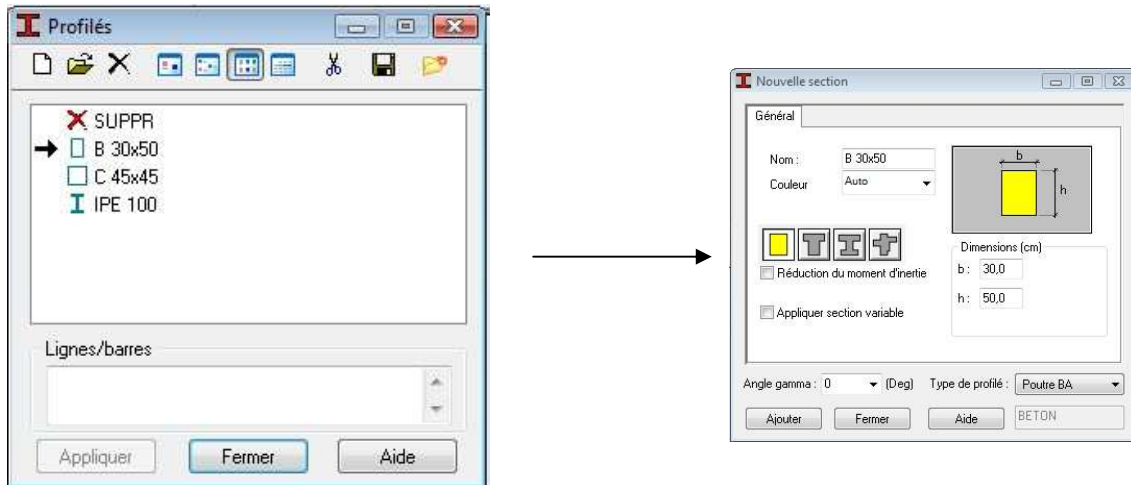 Profilés
SUPPR
B 30x50
C 45x45
IPE 100
Lignes/barres
Appliquer
Fermer
Aide
Nouvelle section
Général
Nom :
B 30x50
Couleur
Auto
b
h
Réduction du moment d'inertie
Appliquer section variable
Dimensions (cm)
b :
30,0
h :
50,0
Angle gamma :
0
(Deg)
Type de profilé :
Poutre BA
Ajouter
Fermer
Aide
BETON